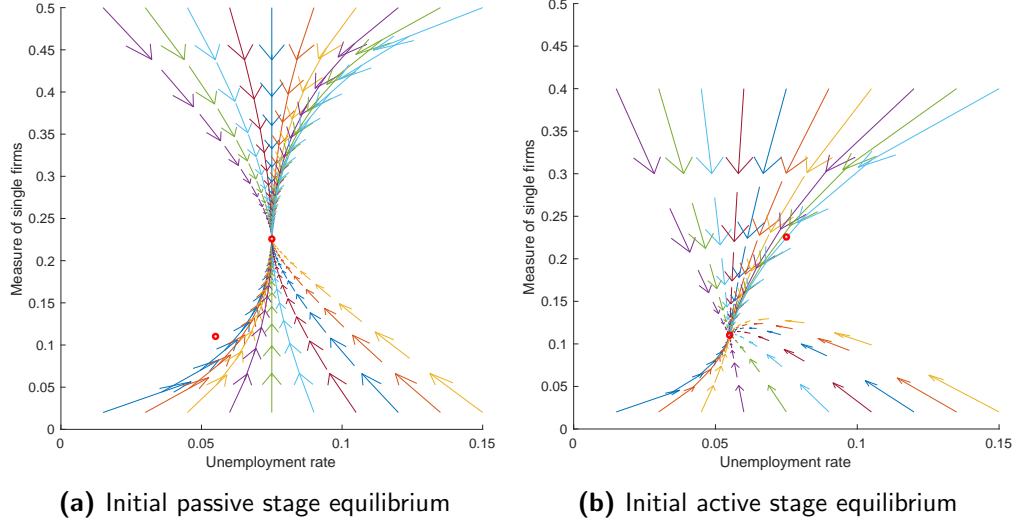 0.5
0.45
0.4
0.35
0.3
0.25
0.2
0.15
0.1
0.05
0
Measure of single firms
0 0.05 0.1 0.15
Unemployment rate
(a) Initial passive stage equilibrium
0.5
0.45
0.4
0.35
0.3
0.25
0.2
0.15
0.1
0.05
0
Measure of single firms
0 0.05 0.1 0.15
Unemployment rate
(b) Initial active stage equilibrium